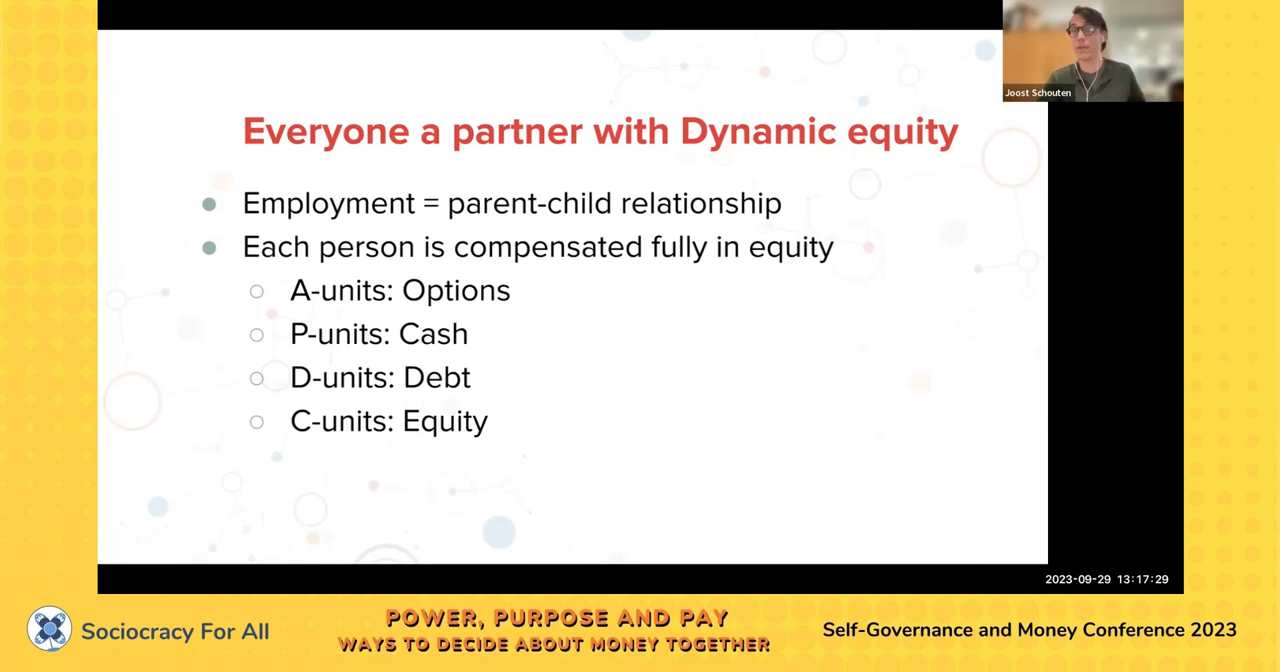 Joost Schouten
Everyone a partner with Dynamic equity
Employment = parent-child relationship
Each person is compensated fully in equity
A-units: Options
P-units: Cash
D-units: Debt
C-units: Equity
2023-09-29 13:17:29
Sociocracy For All
POWER, PURPOSE AND PAY
WAYS TO DECIDE ABOUT MONEY TOGETHER
Self-Governance and Money Conference 2023